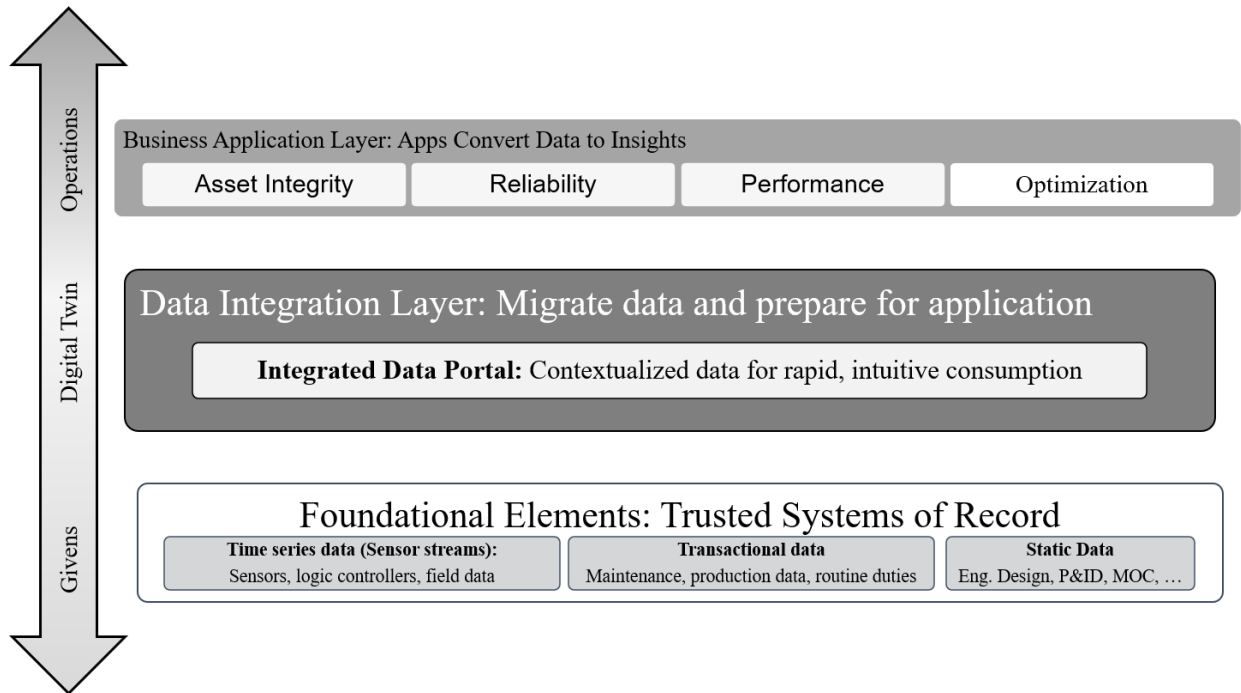 Operations
Business Application Layer: Apps Convert Data to Insights
Asset Integrity
Reliability
Performance
Optimization
Digital Twin
Data Integration Layer: Migrate data and prepare for application
Integrated Data Portal: Contextualized data for rapid, intuitive consumption
Givens
Foundational Elements: Trusted Systems of Record
Time series data (Sensor streams):
Sensors, logic controllers, field data
Transactional data
Maintenance, production data, routine duties
Static Data
Eng. Design, P&ID, MOC, …